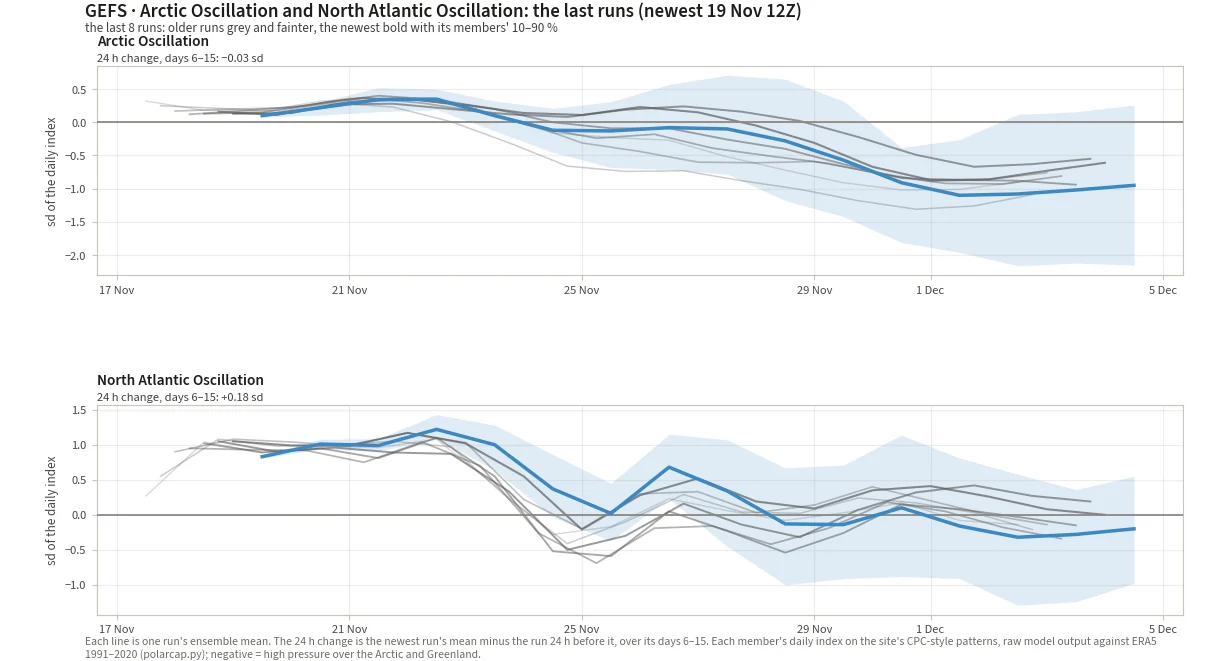 GEFS · Arctic Oscillation and North Atlantic Oscillation: the last runs (newest 19 Nov 12Z)
the last 8 runs: older runs grey and fainter, the newest bold with its members' 10–90 %
Arctic Oscillation
24 h change, days 6–15: −0.03 sd
sd of the daily index
0.5
0.0
−0.5
−1.0
−1.5
−2.0
17 Nov
21 Nov
25 Nov
29 Nov
1 Dec
5 Dec
North Atlantic Oscillation
24 h change, days 6–15: +0.18 sd
sd of the daily index
1.5
1.0
0.5
0.0
−0.5
−1.0
17 Nov
21 Nov
25 Nov
29 Nov
1 Dec
5 Dec
Each line is one run's ensemble mean. The 24 h change is the newest run's mean minus the run 24 h before it, over its days 6–15. Each member's daily index on the site's CPC-style patterns, raw model output against ERA5
1991–2020 (polarcap.py); negative = high pressure over the Arctic and Greenland.